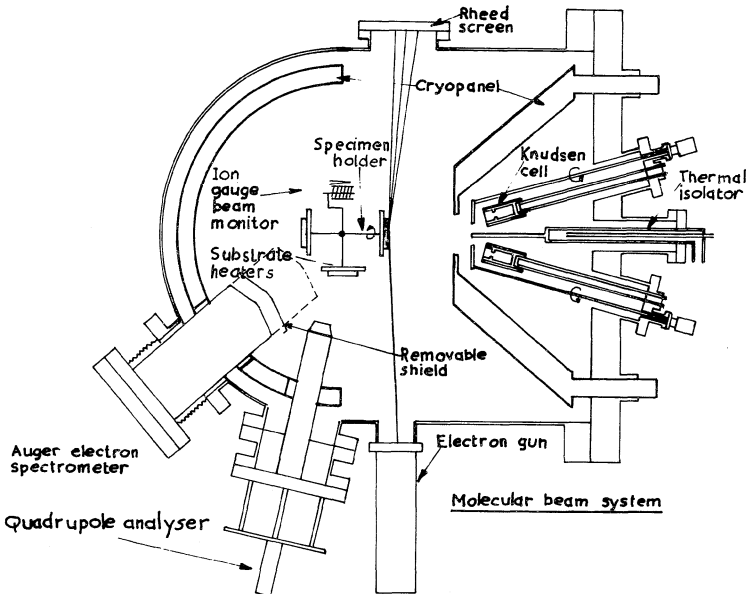 Rheed
screen
Cryopanel
Specimen
holder
Knudsen
cell
Thermal
isolator
Ion
gauge
beam
monitor
Substrate
heaters
Removable
shield
Auger electron
spectrometer
Electron gun
Molecular beam system
Quadrupole analyser